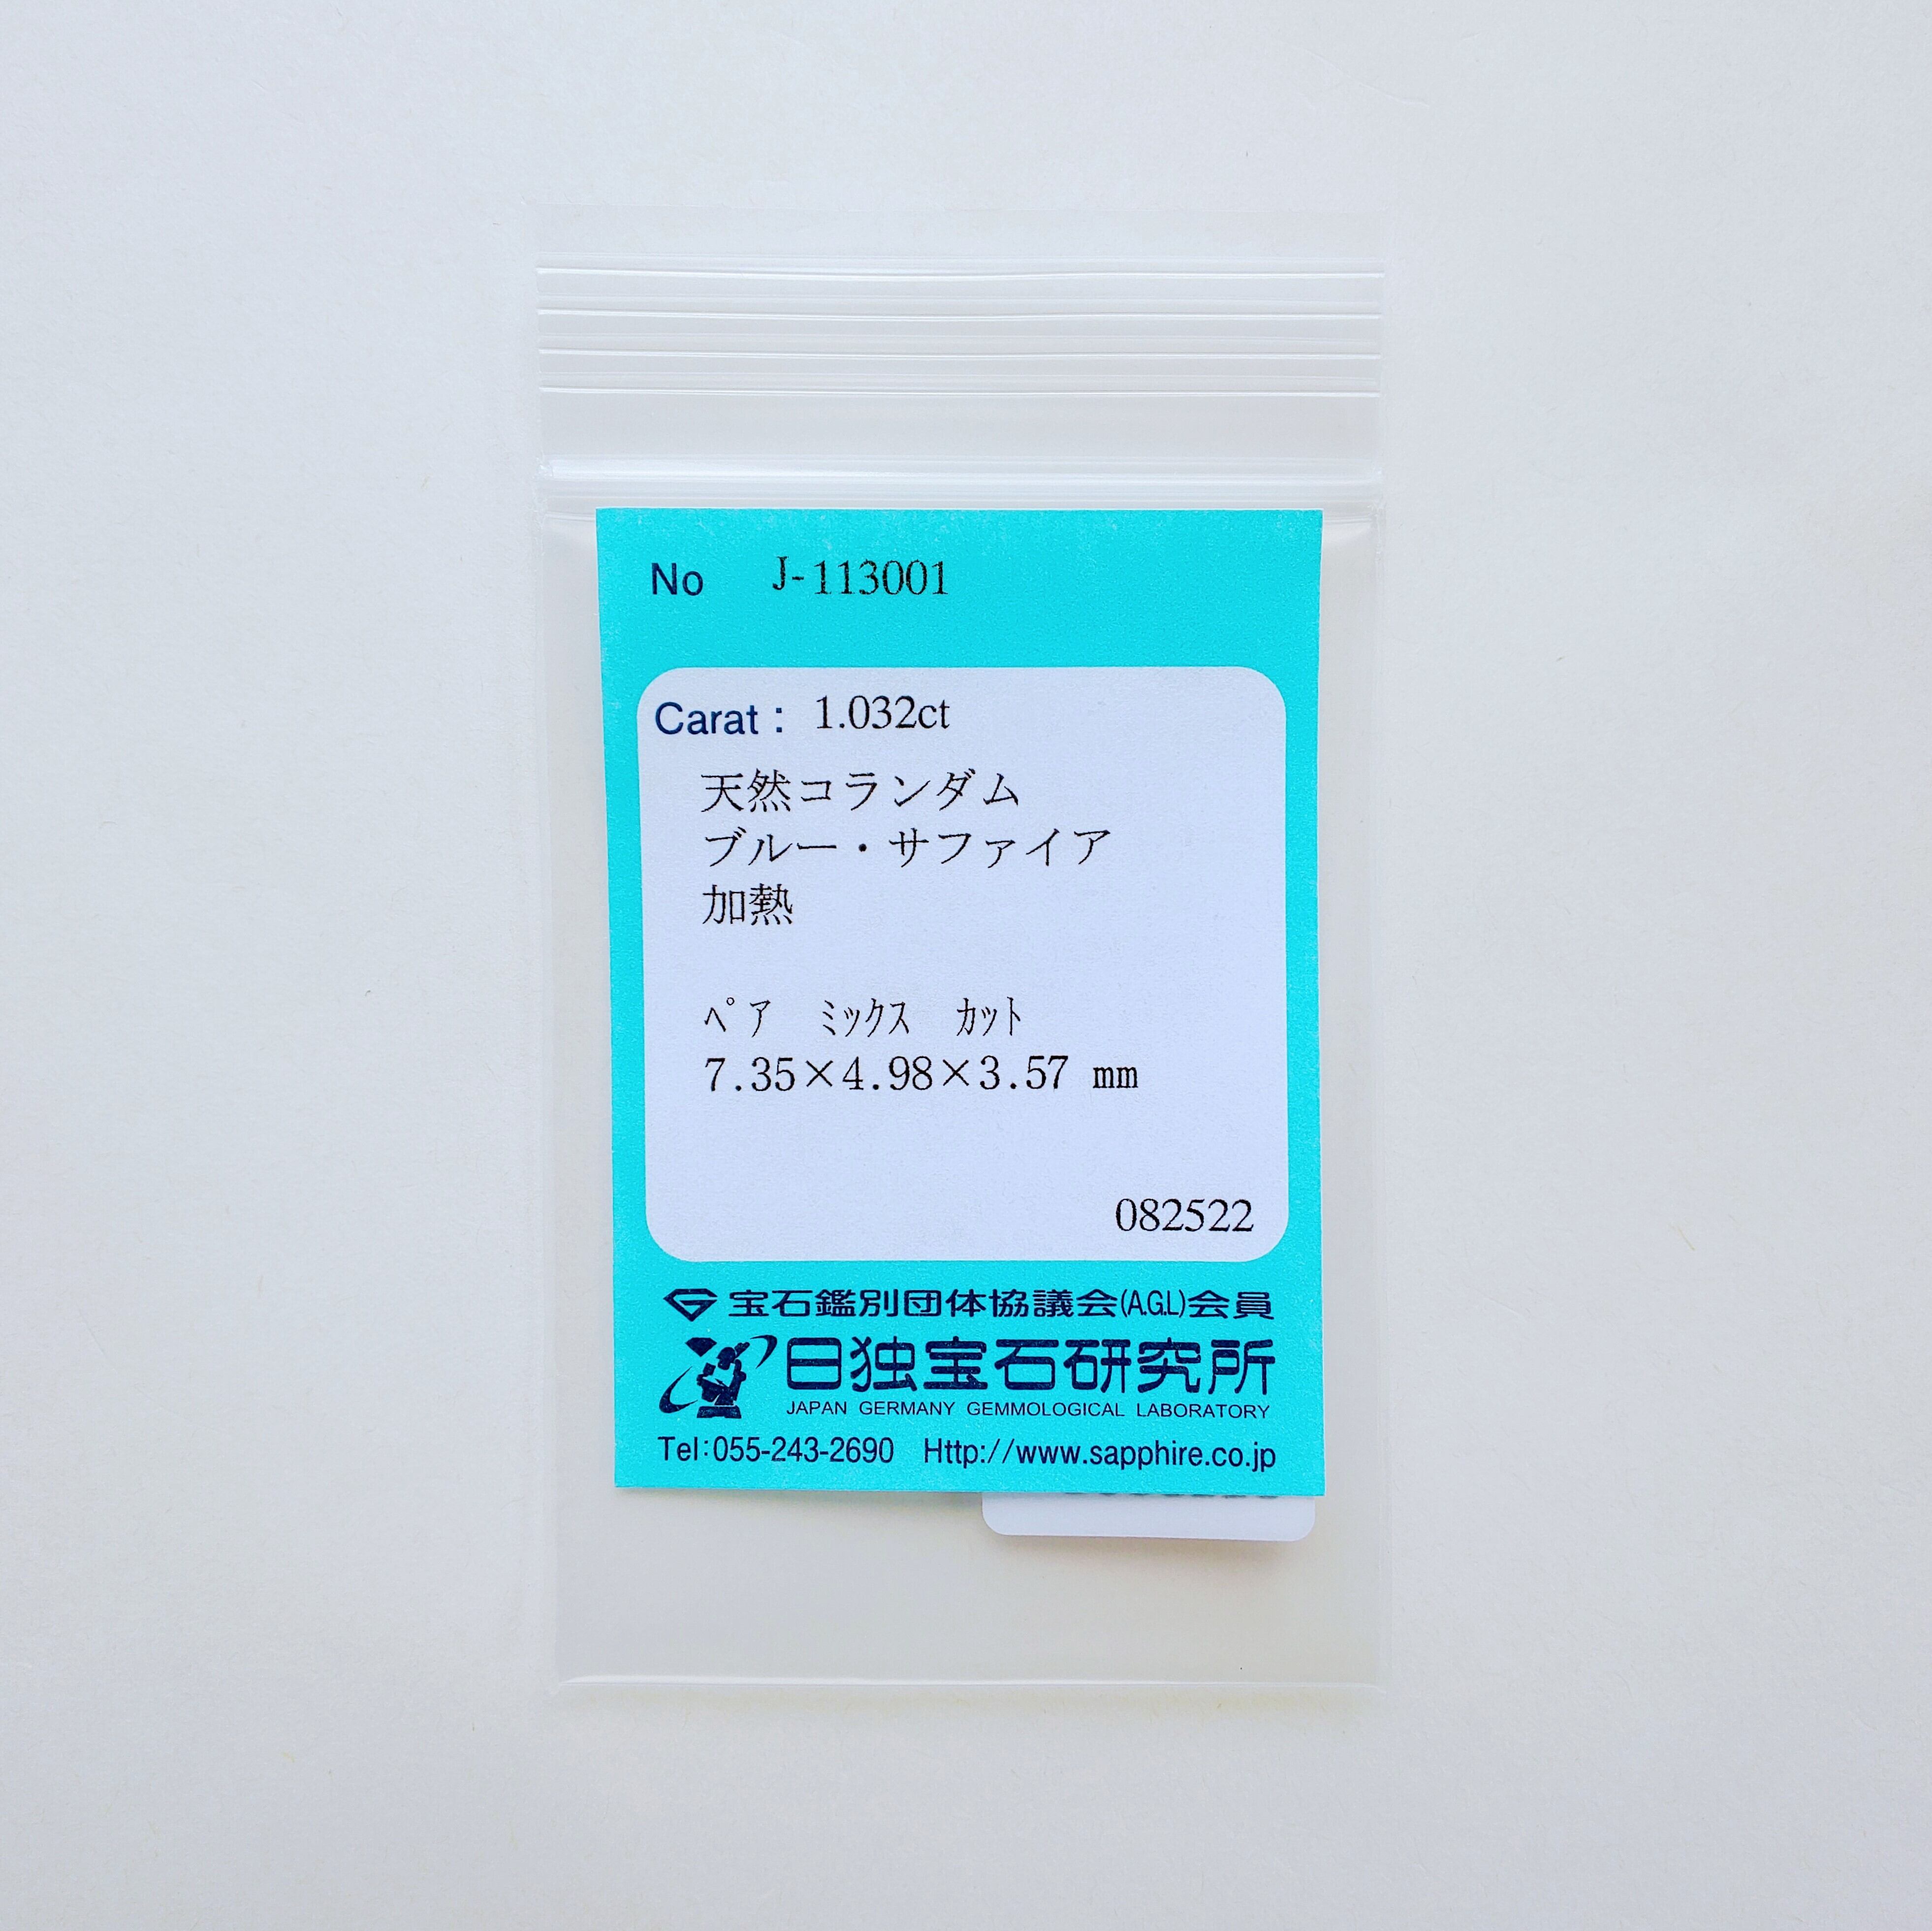 No J-113001
Carat : 1.032ct
天然コランダム
ブルー・サファイア
加熱
ﾍﾟｱ ﾐｯｸｽ ｶｯﾄ
7.35×4.98×3.57 mm
082522
宝石鑑別団体協議会(A.G.L)会員
日独宝石研究所
JAPAN GERMANY GEMMOLOGICAL LABORATORY
Tel:055-243-2690 Http://www.sapphire.co.jp